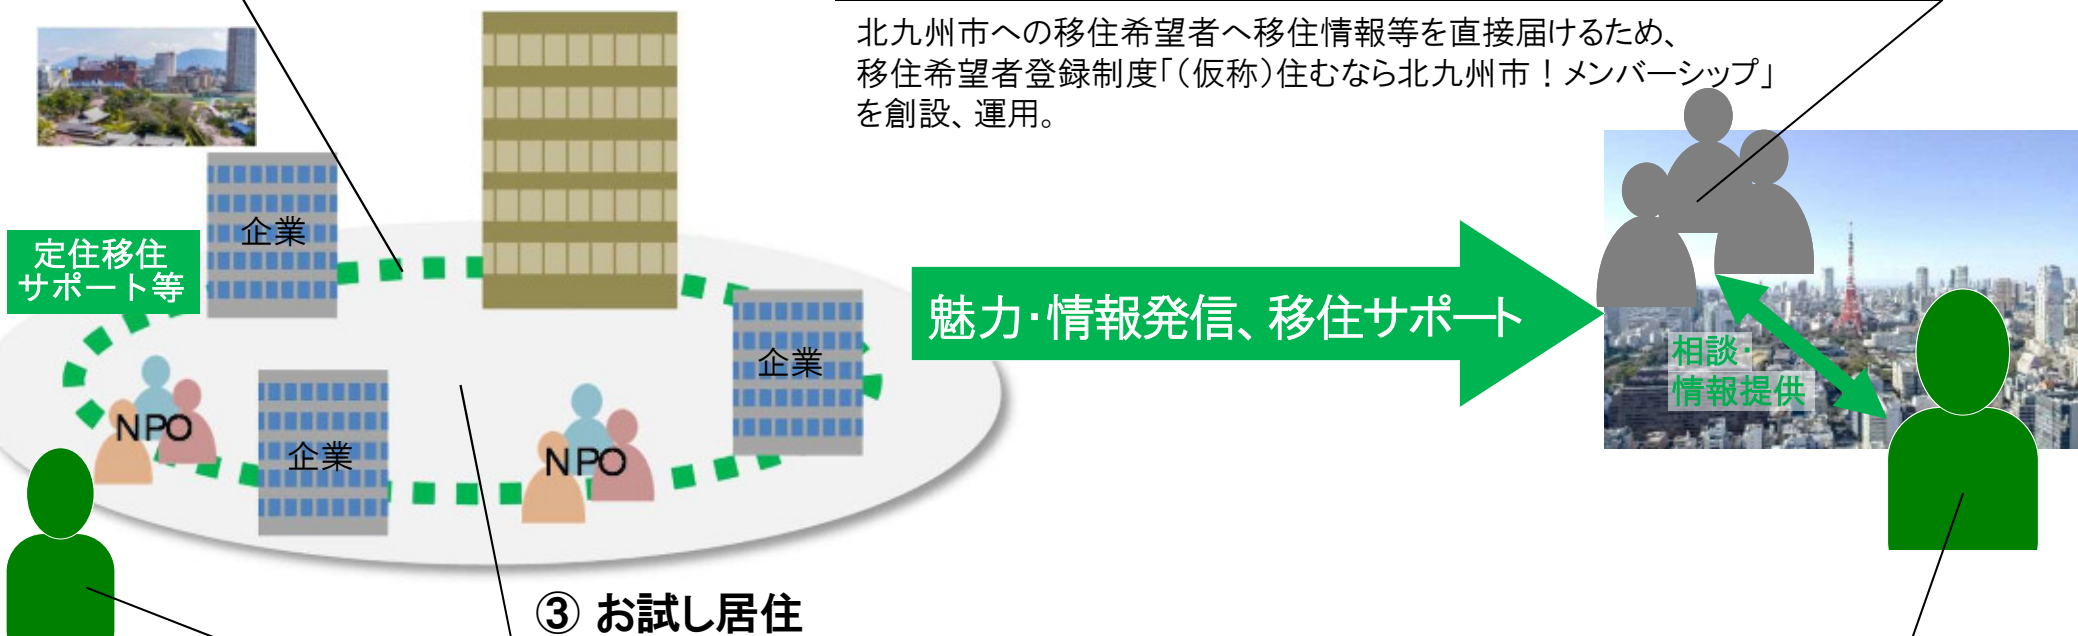 北九州市への移住希望者へ移住情報等を直接届けるため、
移住希望者登録制度「（仮称）住むなら北九州市！メンバーシップ」
を創設、運用。
企業
定住移住
サポート等
魅力・情報発信、移住サポート
企業
相談・
情報提供
NPO
企業
NPO
③ お試し居住